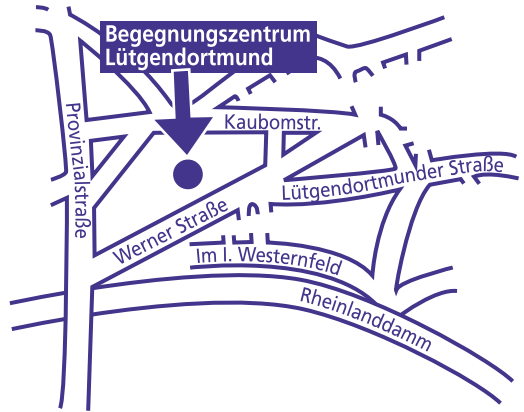 Begegnungszentrum
Lütgendortmund
Provinzialstraße
Kaubomstr.
Lütgendortmunder Straße
Werner Straße
Im l. Westernfeld
Rheinlanddamm